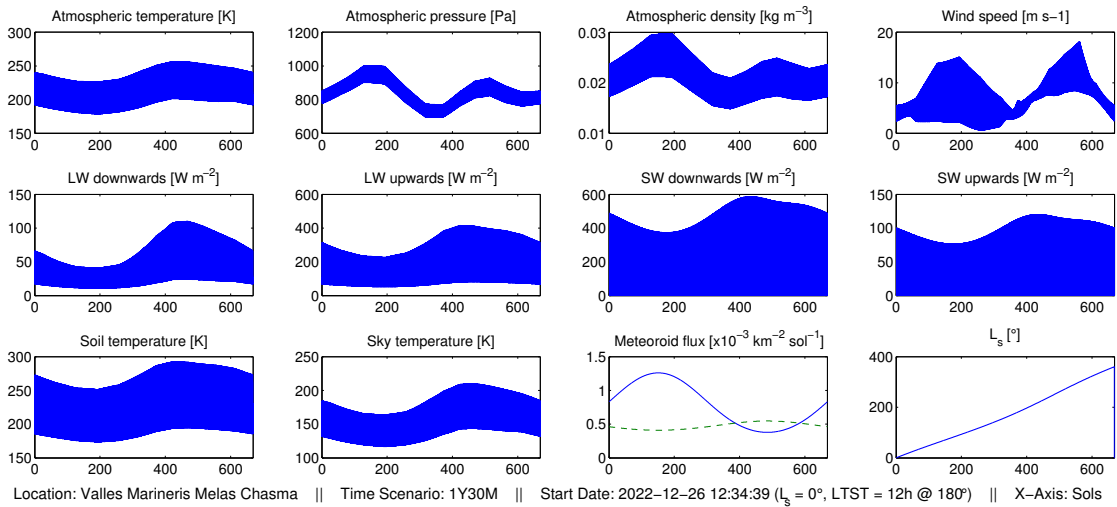 Atmospheric temperature [K]
Atmospheric pressure [Pa]
Atmospheric density [kg m⁻³]
Wind speed [m s−1]
300
250
200
150
0 200 400 600
1200
1000
800
600
0 200 400 600
0.03
0.02
0.01
0 200 400 600
20
10
0
0 200 400 600
LW downwards [W m⁻²]
LW upwards [W m⁻²]
SW downwards [W m⁻²]
SW upwards [W m⁻²]
150
100
50
0
0 200 400 600
600
400
200
0
0 200 400 600
600
400
200
0
0 200 400 600
150
100
50
0
0 200 400 600
Soil temperature [K]
Sky temperature [K]
Meteoroid flux [x10⁻³ km⁻² sol⁻¹]
Lₛ [°]
300
250
200
150
0 200 400 600
250
200
150
100
0 200 400 600
1.5
1
0.5
0
0 200 400 600
400
200
0
0 200 400 600
Location: Valles Marineris Melas Chasma || Time Scenario: 1Y30M || Start Date: 2022−12−26 12:34:39 (Lₛ = 0°, LTST = 12h @ 180°) || X−Axis: Sols